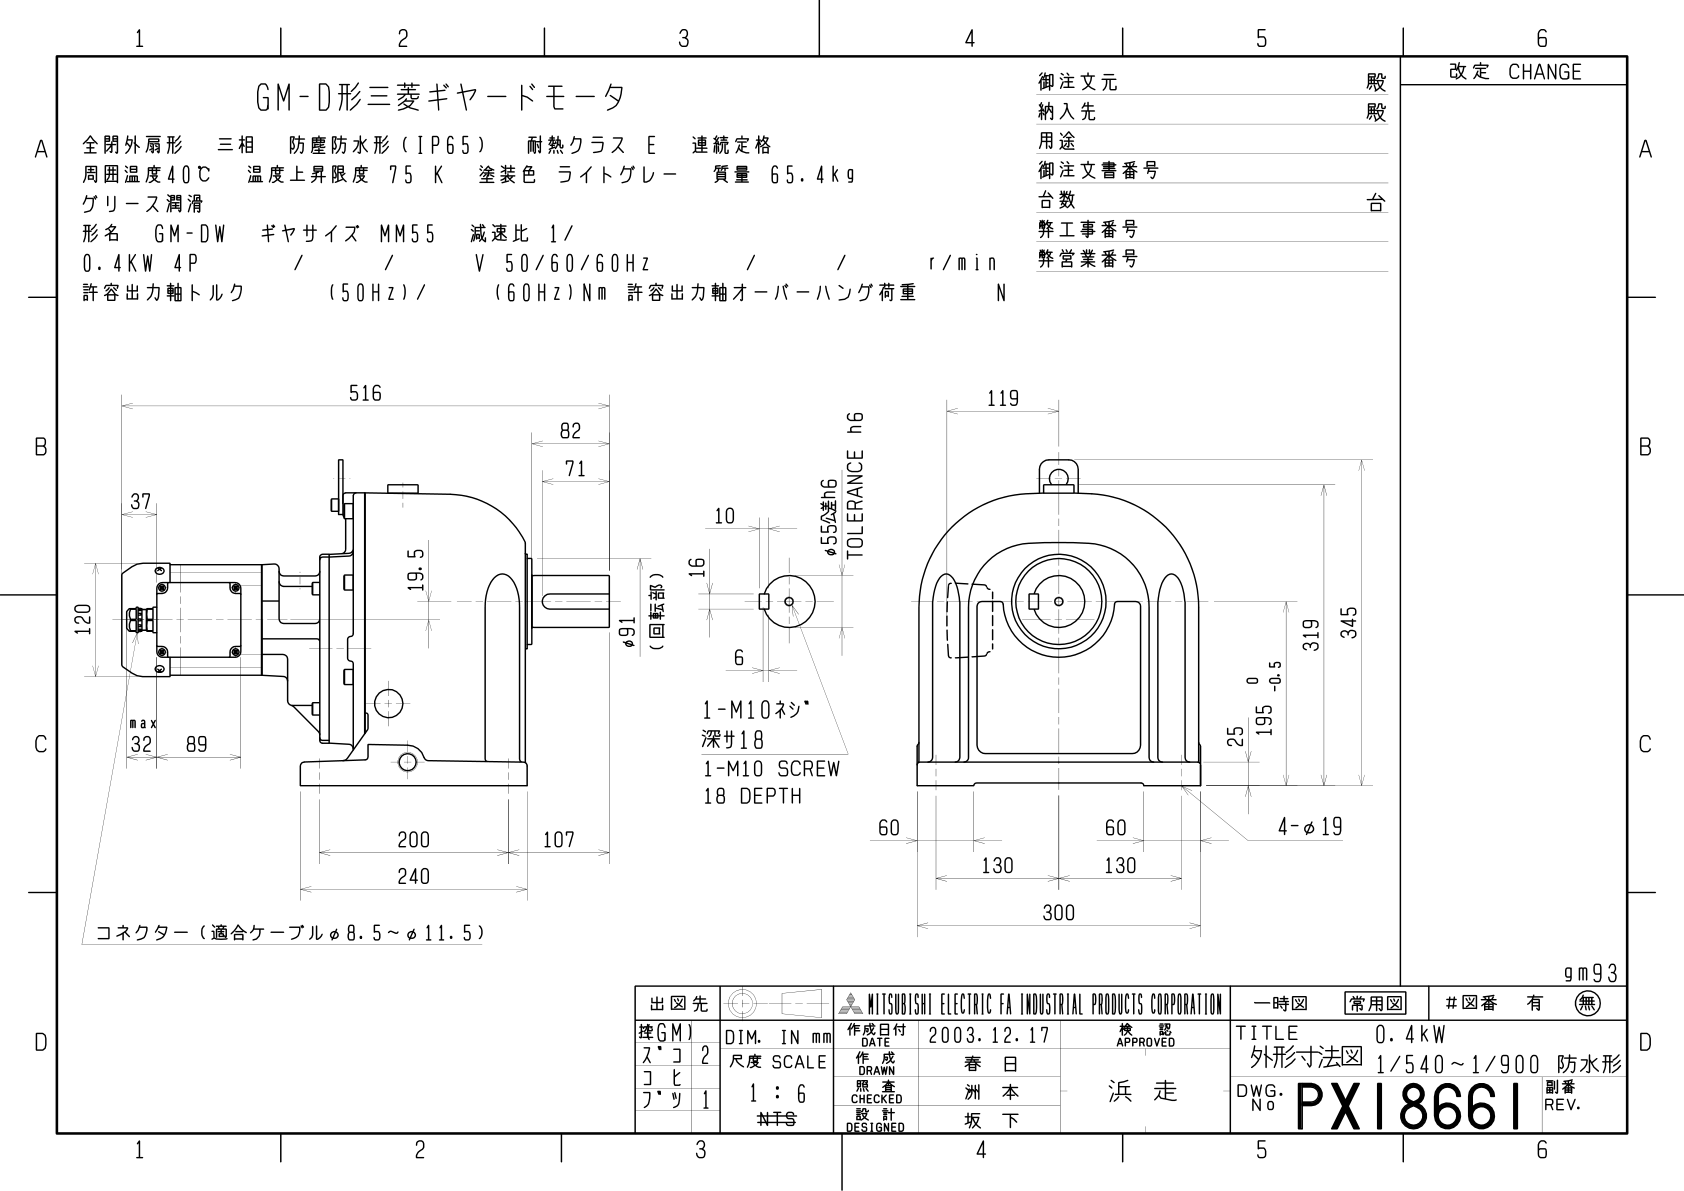 1 2 3 4 5 6
改定 CHANGE
GM-D形三菱ギヤードモータ
全閉外扇形 三相 防塵防水形(IP65) 耐熱クラス E 連続定格
周囲温度40℃ 温度上昇限度 75 K 塗装色 ライトグレー 質量 65.4kg
グリース潤滑
形名 GM-DW ギヤサイズ MM55 減速比 1/
0.4KW 4P / / V 50/60/60Hz / / r/min
許容出力軸トルク (50Hz)/ (60Hz)Nm 許容出力軸オーバーハング荷重 N
御注文元 殿
納入先 殿
用途
御注文書番号
台数 台
弊工事番号
弊営業番号
A A
B B
C C
D D
516
82
71
37
120
19.5
φ91
(回転部)
max
32 89
200 107
240
コネクター(適合ケーブルφ8.5~φ11.5)
10
16
6
φ55公差h6
TOLERANCE h6
1-M10ネジ
深サ18
1-M10 SCREW
18 DEPTH
119
345
319
195 0 -0.5
25
60 60
4-φ19
130 130
300
gm93
出図先
GM)
スﾞコ 2
コヒ
フﾞツ 1
DIM. IN mm
尺度 SCALE
1 : 6
NTS
MITSUBISHI ELECTRIC FA INDUSTRIAL PRODUCTS CORPORATION
作成日付 DATE 2003.12.17
作成 DRAWN 春日
照査 CHECKED 洲本
設計 DESIGNED 坂下
検認 APPROVED
浜走
一時図 常用図 #図番 有 無
TITLE 0.4kW
外形寸法図 1/540~1/900 防水形
DWG. No PX18661 副番 REV.
1 2 3 4 5 6